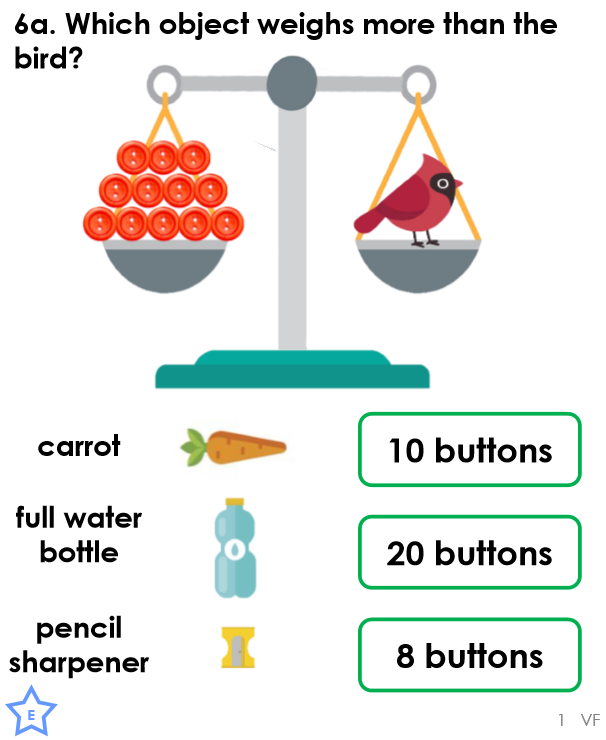 6a. Which object weighs more than the
bird?
carrot
10 buttons
full water
bottle
20 buttons
pencil
sharpener
8 buttons
E
1 VF